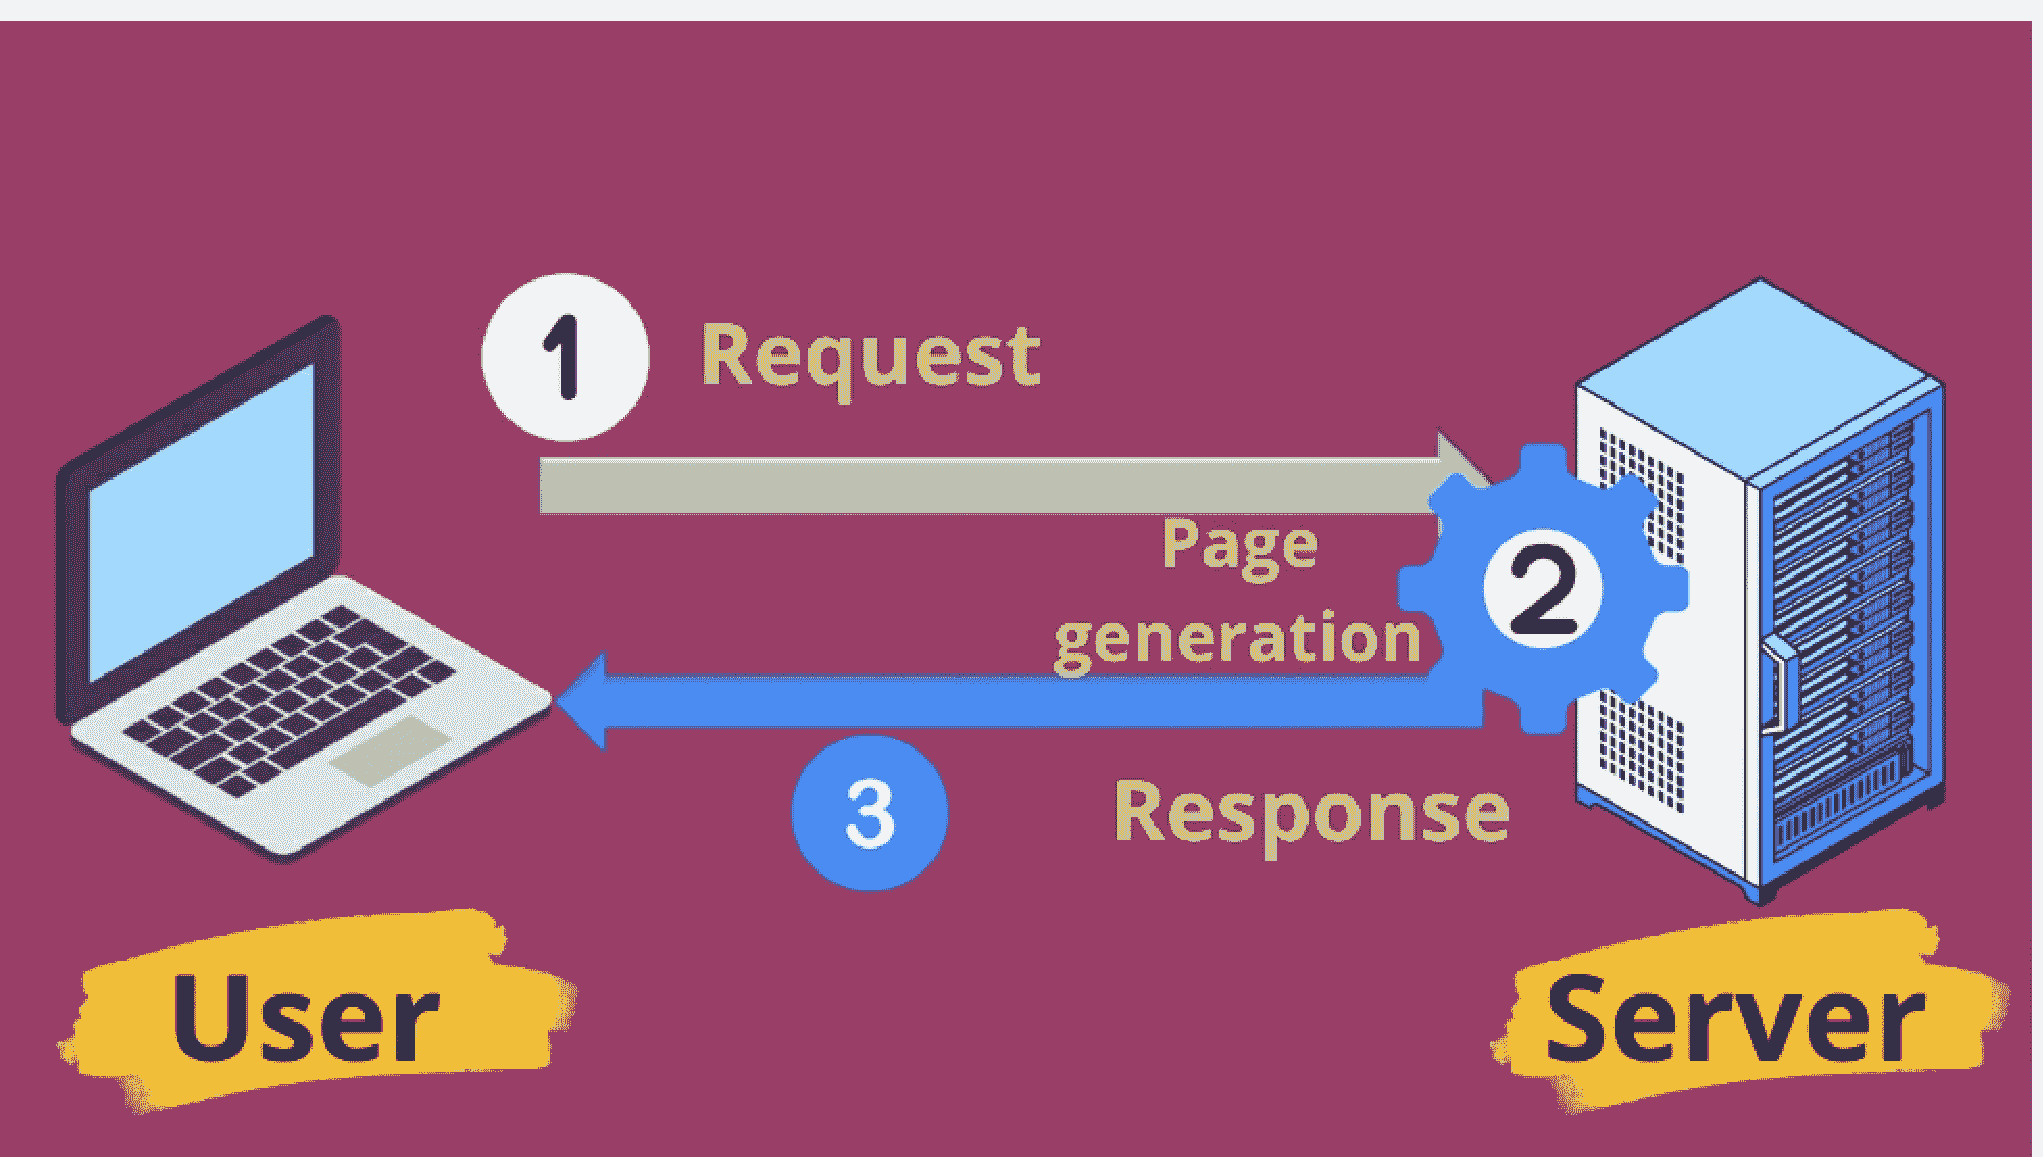 1 Request
Page
generation
2
3 Response
User
Server